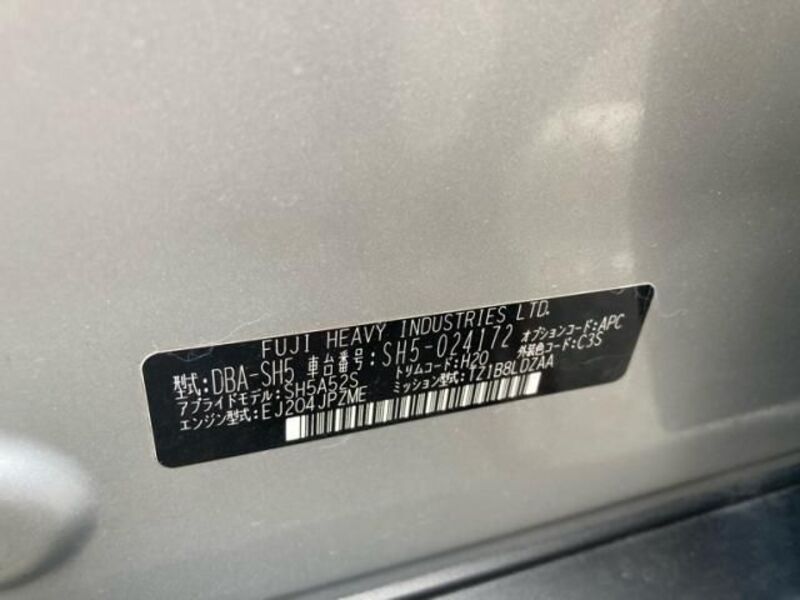 FUJI HEAVY INDUSTRIES LTD.
型式:DBA-SH5 車台番号:SH5-024172 オプションコード:APC
アプライドモデル:SH5A52S トリムコード:H20 外装色コード:C3S
エンジン型式:EJ204JPZME ミッション型式:TZ1B8LDZAA